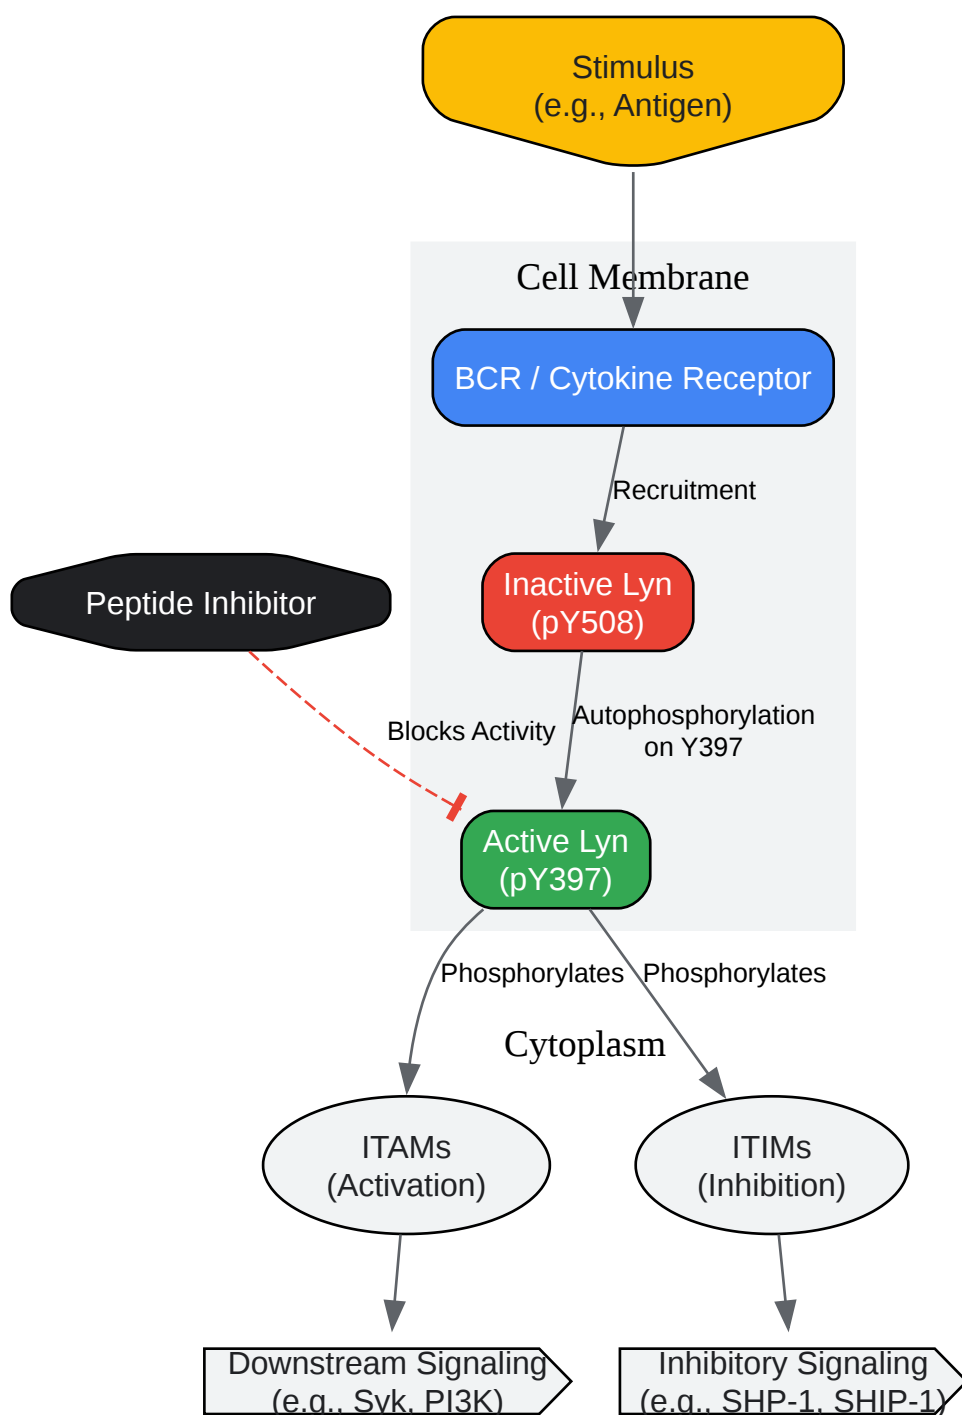 Stimulus
(e.g., Antigen)
Cell Membrane
BCR / Cytokine Receptor
Recruitment
Peptide Inhibitor
Inactive Lyn
(pY508)
Blocks Activity
Autophosphorylation
on Y397
Active Lyn
(pY397)
Phosphorylates
Phosphorylates
Cytoplasm
ITAMs
(Activation)
ITIMs
(Inhibition)
Downstream Signaling
(e.g., Syk, PI3K)
Inhibitory Signaling
(e.g., SHP-1, SHIP-1)